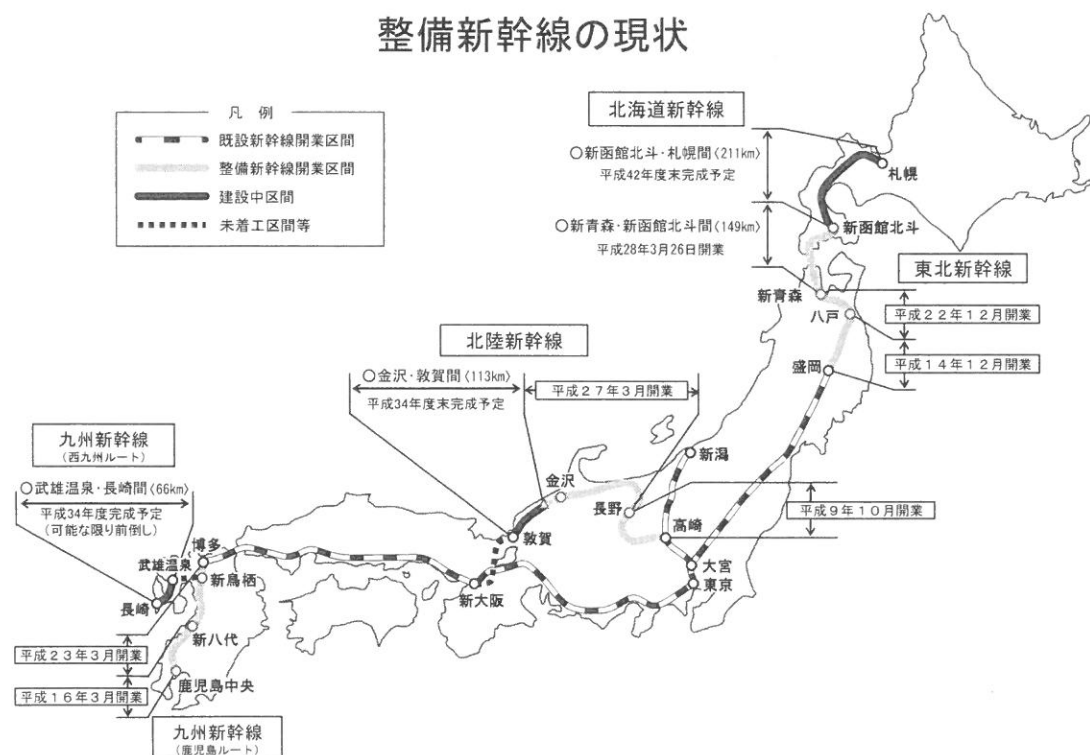 整備新幹線の現状
凡 例
既設新幹線開業区間
整備新幹線開業区間
建設中区間
未着工区間等
北海道新幹線
○新函館北斗・札幌間〈211km〉
平成42年度末完成予定
札幌
○新青森・新函館北斗間〈149km〉
平成28年3月26日開業
新函館北斗
東北新幹線
新青森
八戸
平成22年12月開業
平成14年12月開業
盛岡
北陸新幹線
○金沢・敦賀間〈113km〉
平成34年度末完成予定
平成27年3月開業
新潟
金沢
長野
高崎
平成9年10月開業
敦賀
大宮
東京
新大阪
九州新幹線
(西九州ルート)
○武雄温泉・長崎間〈66km〉
平成34年度完成予定
(可能な限り前倒し)
博多
武雄温泉
新鳥栖
長崎
新八代
平成23年3月開業
鹿児島中央
平成16年3月開業
九州新幹線
(鹿児島ルート)